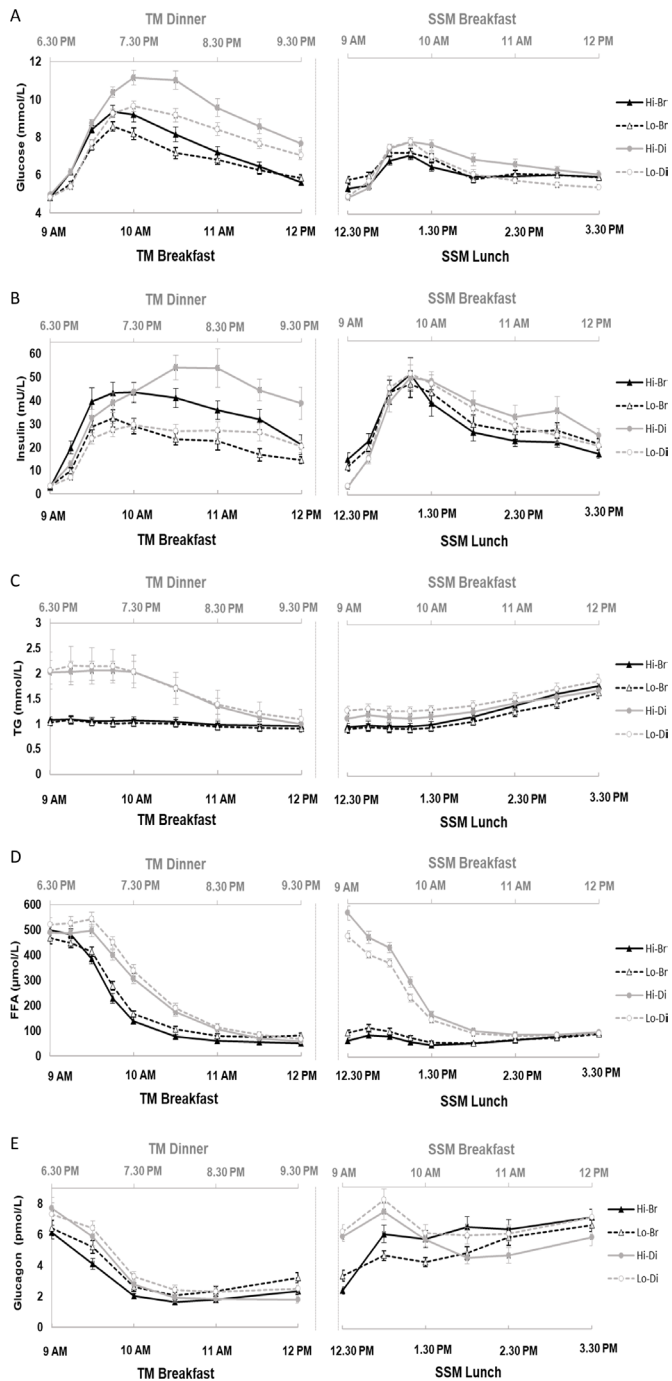 A
TM Dinner
SSM Breakfast
6.30 PM 7.30 PM 8.30 PM 9.30 PM
9 AM 10 AM 11 AM 12 PM
Glucose (mmol/L)
12
10
8
6
4
Hi-Br
Lo-Br
Hi-Di
Lo-Di
9 AM 10 AM 11 AM 12 PM
12.30 PM 1.30 PM 2.30 PM 3.30 PM
TM Breakfast
SSM Lunch
B
TM Dinner
SSM Breakfast
6.30 PM 7.30 PM 8.30 PM 9.30 PM
9 AM 10 AM 11 AM 12 PM
Insulin (mU/L)
60
50
40
30
20
10
0
Hi-Br
Lo-Br
Hi-Di
Lo-Di
9 AM 10 AM 11 AM 12 PM
12.30 PM 1.30 PM 2.30 PM 3.30 PM
TM Breakfast
SSM Lunch
C
TM Dinner
SSM Breakfast
6.30 PM 7.30 PM 8.30 PM 9.30 PM
9 AM 10 AM 11 AM 12 PM
TG (mmol/L)
3
2.5
2
1.5
1
0.5
0
Hi-Br
Lo-Br
Hi-Di
Lo-Di
9 AM 10 AM 11 AM 12 PM
12.30 PM 1.30 PM 2.30 PM 3.30 PM
TM Breakfast
SSM Lunch
D
TM Dinner
SSM Breakfast
6.30 PM 7.30 PM 8.30 PM 9.30 PM
9 AM 10 AM 11 AM 12 PM
FFA (μmol/L)
600
500
400
300
200
100
0
Hi-Br
Lo-Br
Hi-Di
Lo-Di
9 AM 10 AM 11 AM 12 PM
12.30 PM 1.30 PM 2.30 PM 3.30 PM
TM Breakfast
SSM Lunch
E
TM Dinner
SSM Breakfast
6.30 PM 7.30 PM 8.30 PM 9.30 PM
9 AM 10 AM 11 AM 12 PM
Glucagon (pmol/L)
8
6
4
2
0
Hi-Br
Lo-Br
Hi-Di
Lo-Di
9 AM 10 AM 11 AM 12 PM
12.30 PM 1.30 PM 2.30 PM 3.30 PM
TM Breakfast
SSM Lunch